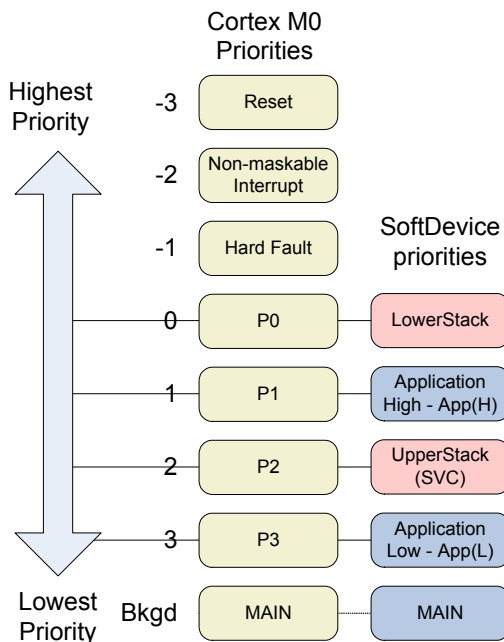 Cortex M0
Priorities
Highest
Priority
-3
Reset
-2
Non-maskable
Interrupt
-1
Hard Fault
SoftDevice
priorities
0
P0
LowerStack
1
P1
Application
High - App(H)
2
P2
UpperStack
(SVC)
3
P3
Application
Low - App(L)
Lowest
Priority
Bkgd
MAIN
MAIN